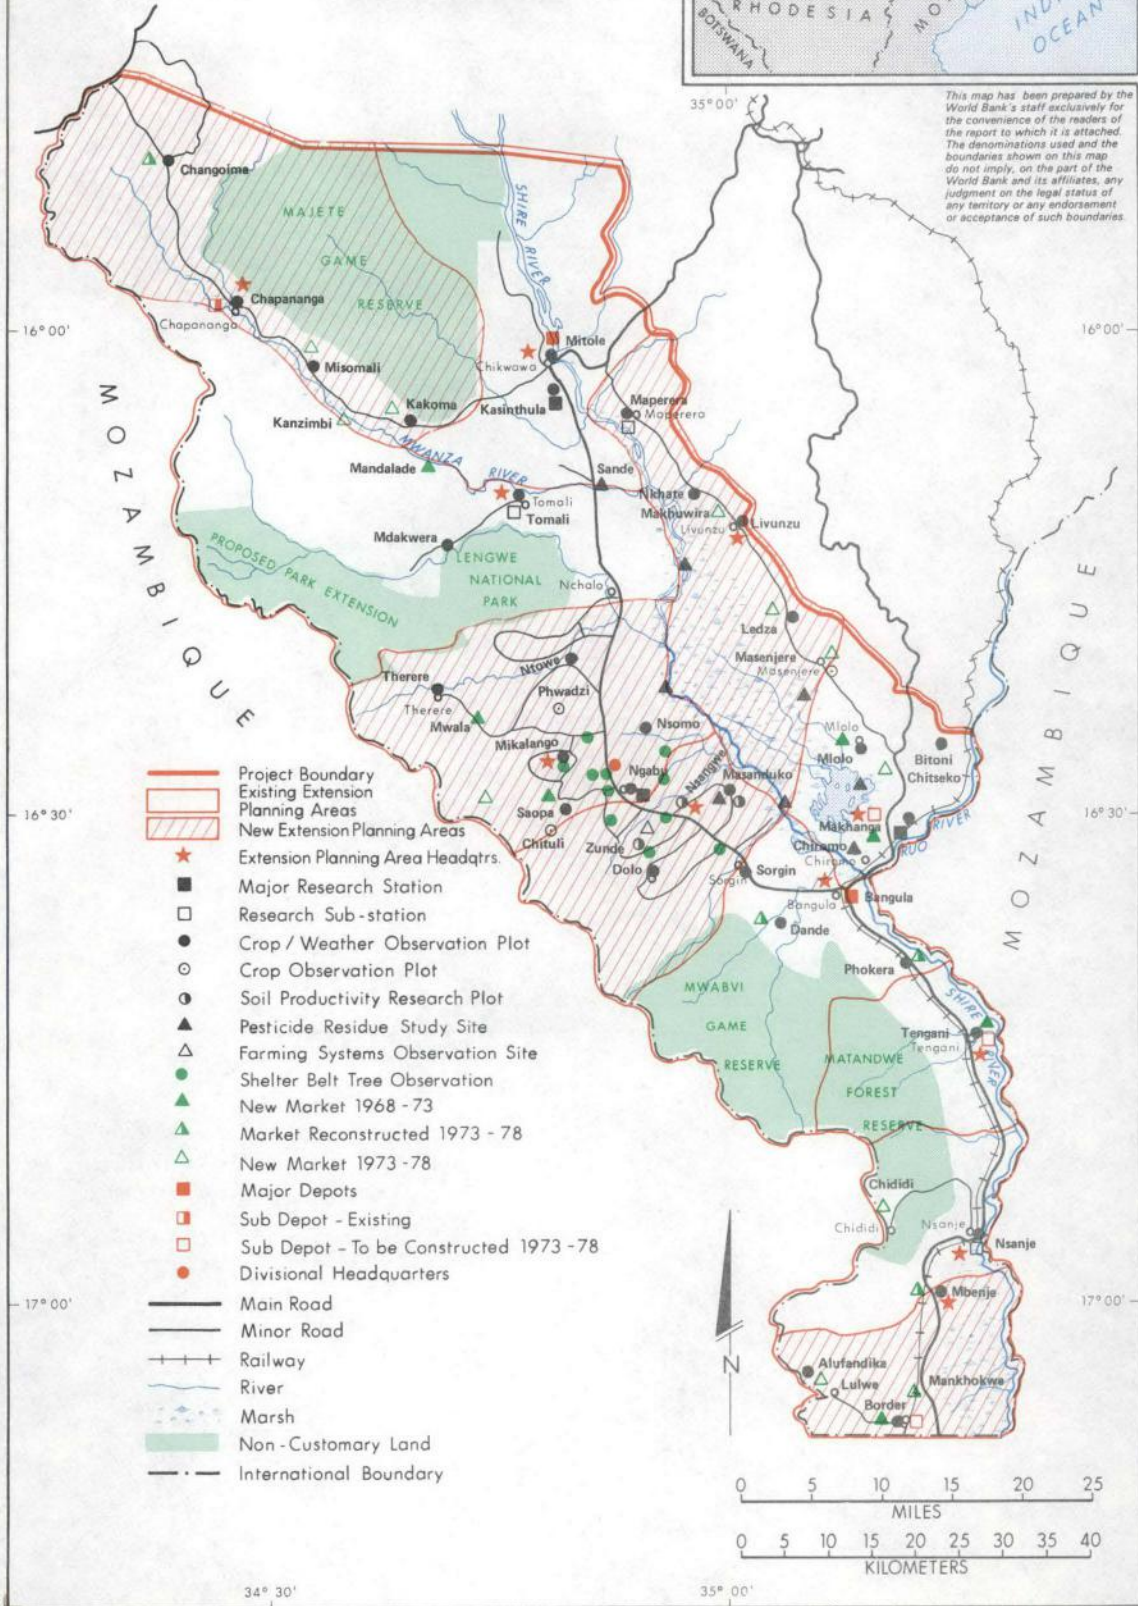 RHODESIA
BOTSWANA
OCEAN
35°00'
This map has been prepared by the
World Bank's staff exclusively for
the convenience of the readers of
the report to which it is attached.
The denominations used and the
boundaries shown on this map
do not imply, on the part of the
World Bank and its affiliates, any
judgment on the legal status of
any territory or any endorsement
or acceptance of such boundaries.
Changoima
MAJETE
GAME
RESERVE
SHIRE RIVER
Chapananga
Chapananga
16°00'
16°00'
Misomali
Mitole
Chikwawa
Kakoma
Kasinthula
Maperera
Maperera
Kanzimbi
MOZAMBIQUE
MWANZA RIVER
Mandalade
Sande
Tomali
Tomali
Nkhate
Makhuwira
Livunzu
Livunzu
Mdakwera
PROPOSED PARK EXTENSION
LENGWE
NATIONAL
PARK
Nchalo
Ledza
MOZAMBIQUE
Masenjere
Masenjere
Ntowe
Therere
Therere
Phwadzi
Mwala
Nsomo
Mlolo
Mlolo
Bitoni
Chitseko
Mikalango
Ngabu
Nsangwe
Masanduko
16°30'
16°30'
Saopa
Chituli
Zunde
Dolo
Makhanga
Chiromo
Chiromo
RUO RIVER
Sorgin
Sorgin
Bangula
Bangula
Dande
Phokera
MWABVI
GAME
RESERVE
SHIRE RIVER
Tengani
Tengani
MATANDWE
FOREST
RESERVE
Chididi
Chididi
Nsanje
Nsanje
Mbenje
17°00'
17°00'
Alufandika
Lulwe
Mankhokwe
Border
Project Boundary
Existing Extension
Planning Areas
New Extension Planning Areas
Extension Planning Area Headqtrs.
Major Research Station
Research Sub-station
Crop / Weather Observation Plot
Crop Observation Plot
Soil Productivity Research Plot
Pesticide Residue Study Site
Farming Systems Observation Site
Shelter Belt Tree Observation
New Market 1968 - 73
Market Reconstructed 1973 - 78
New Market 1973 - 78
Major Depots
Sub Depot - Existing
Sub Depot - To be Constructed 1973 - 78
Divisional Headquarters
Main Road
Minor Road
Railway
River
Marsh
Non - Customary Land
International Boundary
N
0 5 10 15 20 25
MILES
0 5 10 15 20 25 30 35 40
KILOMETERS
34° 30'
35° 00'